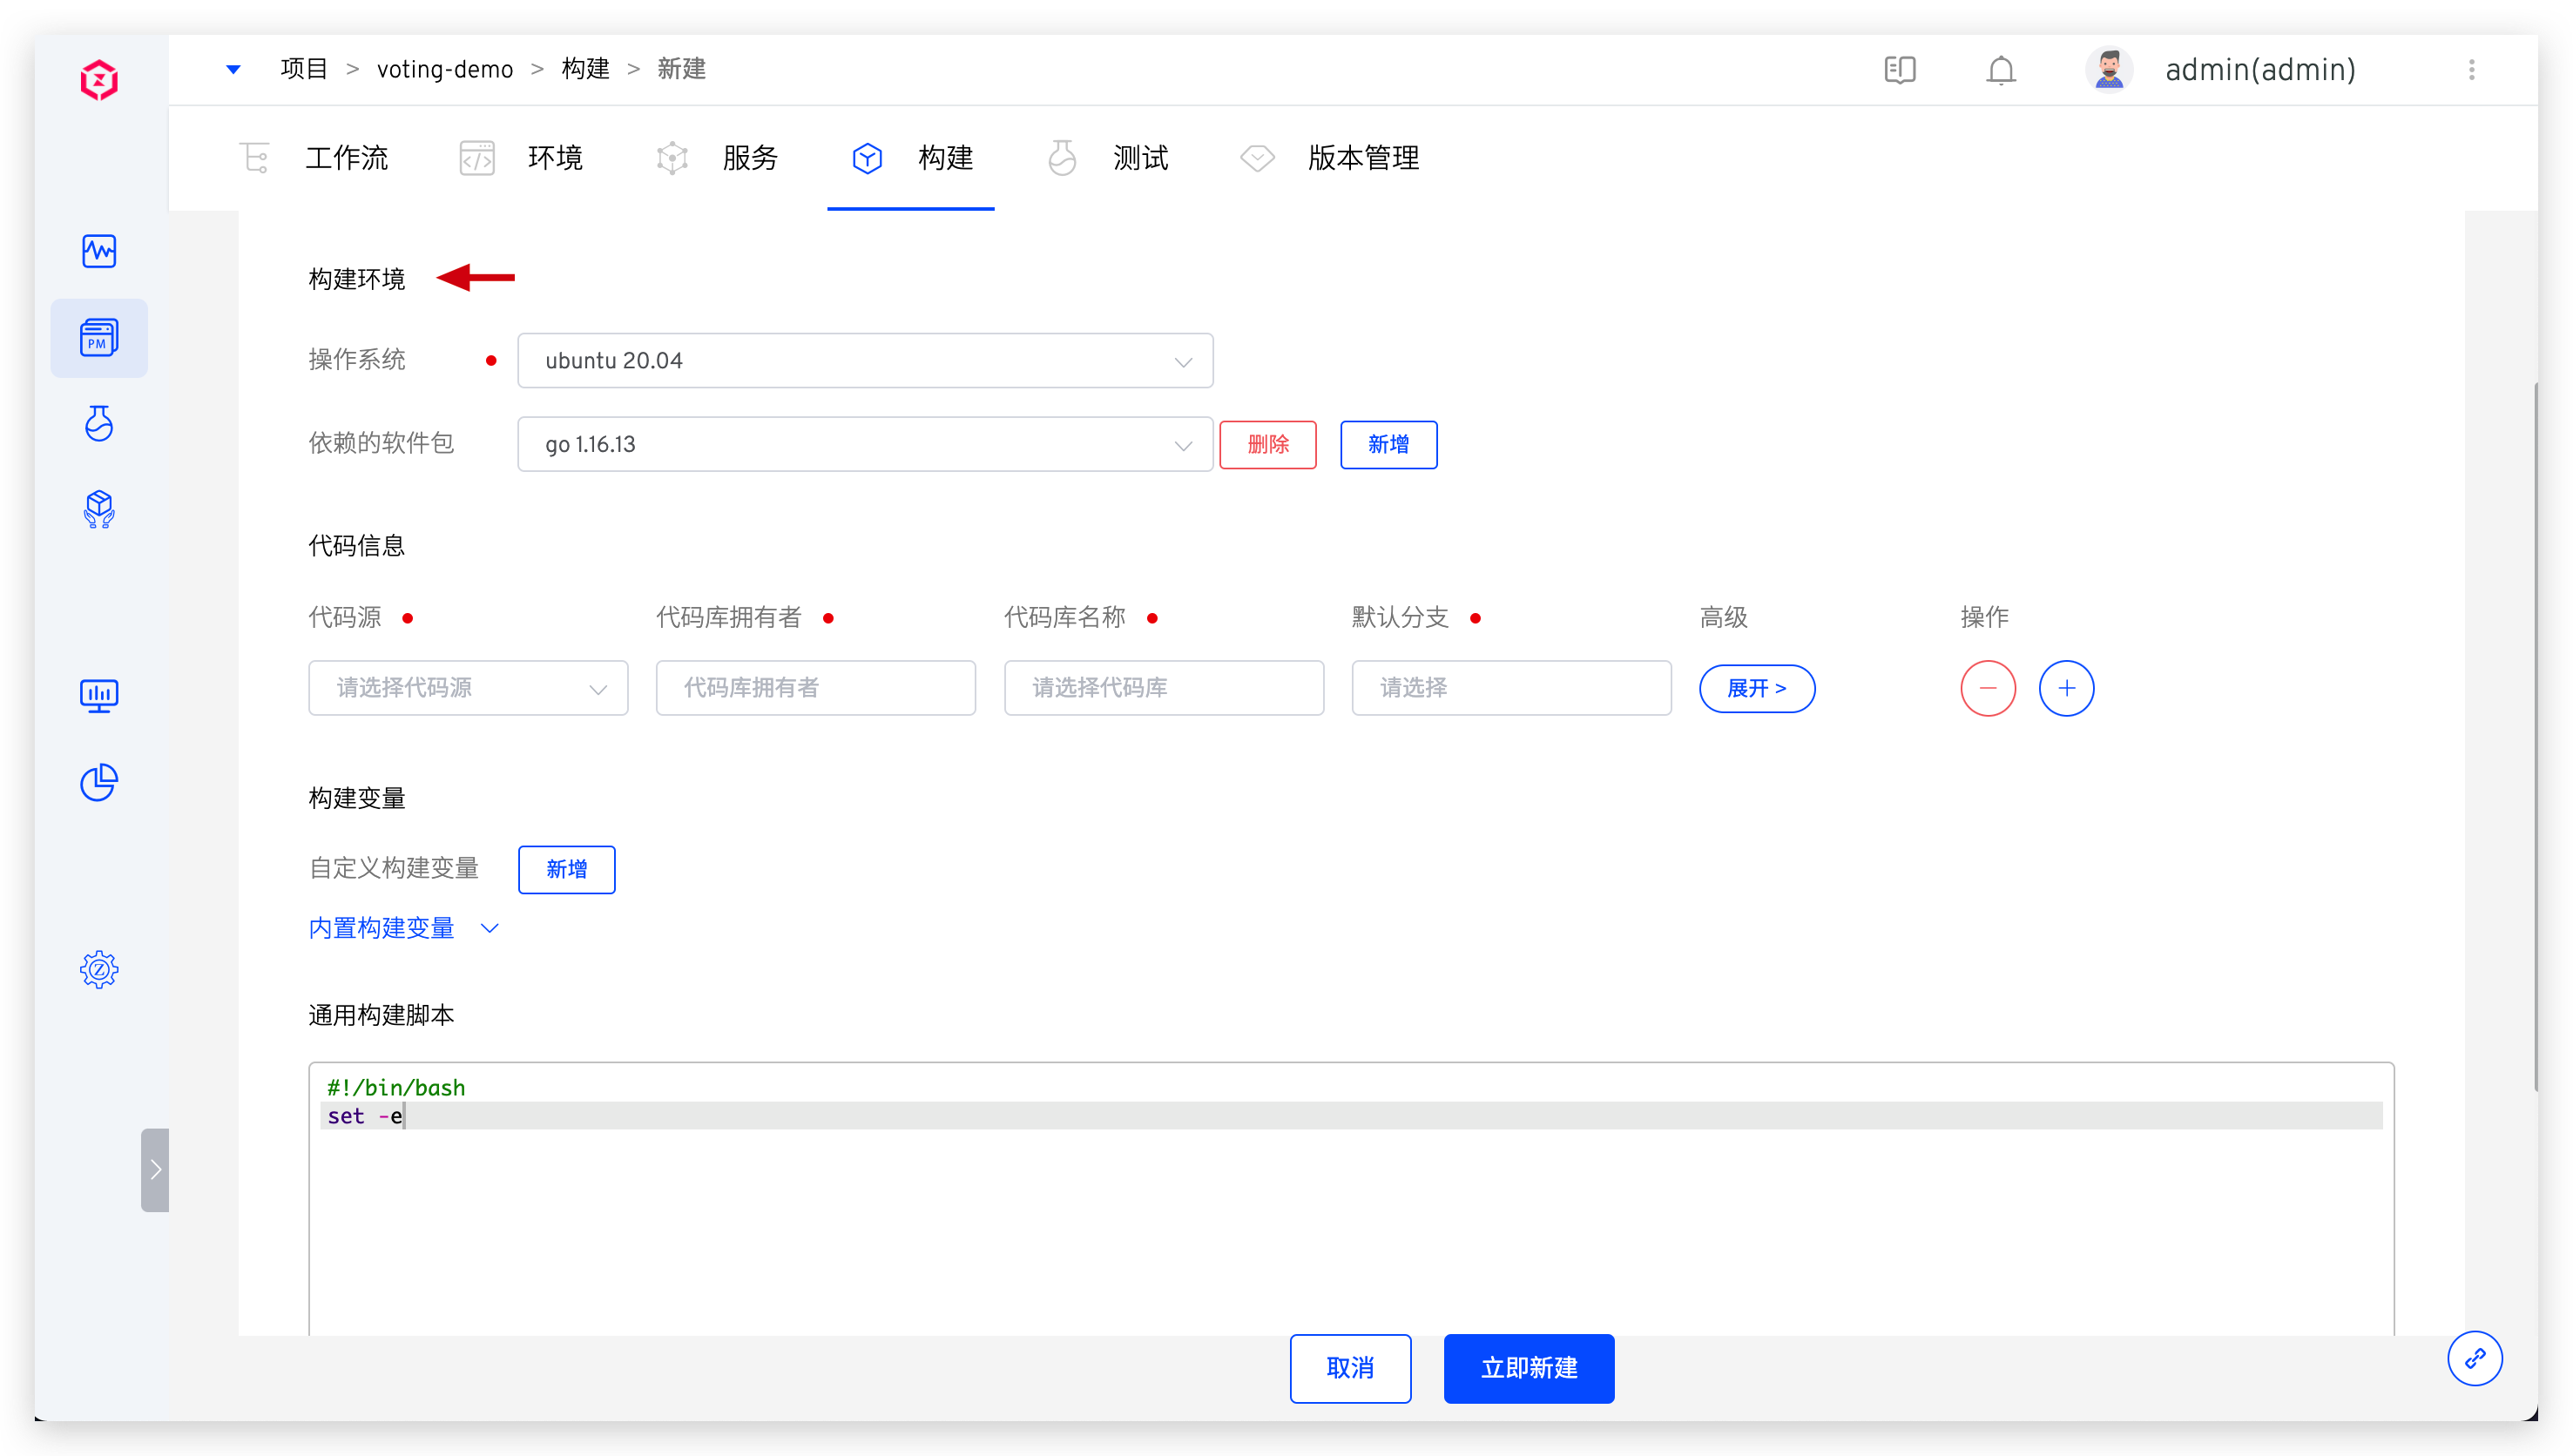 项目 > voting-demo > 构建 > 新建
admin(admin)
工作流 环境 服务 构建 测试 版本管理
PM
构建环境
操作系统 ubuntu 20.04
依赖的软件包 go 1.16.13 删除 新增
代码信息
代码源 代码库拥有者 代码库名称 默认分支 高级 操作
请选择代码源 代码库拥有者 请选择代码库 请选择 展开 >
构建变量
自定义构建变量 新增
内置构建变量
通用构建脚本
#!/bin/bash
set -e
取消 立即新建